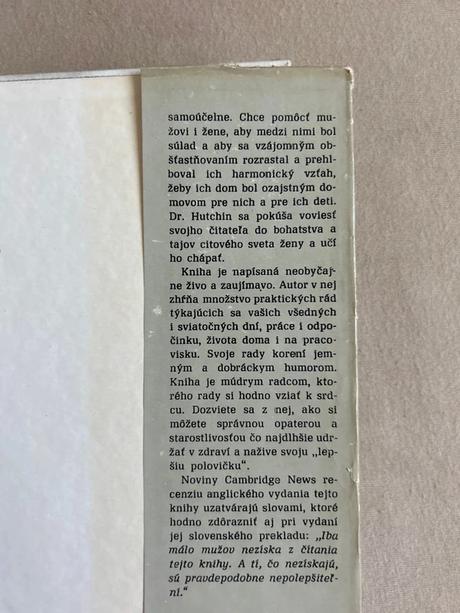 samoúčelne. Chce pomôcť mu-
žovi i žene, aby medzi nimi bol
súlad a aby sa vzájomným ob-
šťastňovaním rozrastal a prehl-
boval ich harmonický vzťah,
žeby ich dom bol ozajstným do-
movom pre nich a pre ich deti.
Dr. Hutchin sa pokúša voviesť
svojho čitateľa do bohatstva a
tajov citového sveta ženy a učí
ho chápať.
Kniha je napísaná neobyčaj-
ne živo a zaujímavo. Autor v nej
zhŕňa množstvo praktických rád
týkajúcich sa vašich všedných
i sviatočných dní, práce i odpo-
činku, života doma i na praco-
visku. Svoje rady korení jem-
ným a dobráckym humorom.
Kniha je múdrym radcom, kto-
rého rady si hodno vziať k srd-
cu. Dozviete sa z nej, ako si
môžete správnou opaterou a
starostlivosťou čo najdlhšie udr-
žať v zdraví a nažive svoju „lep-
šiu polovičku“.
Noviny Cambridge News re-
cenziu anglického vydania tejto
knihy uzatvárajú slovami, ktoré
hodno zdôrazniť aj pri vydaní
jej slovenského prekladu: „Iba
málo mužov nezíska z čítania
tejto knihy. A tí, čo nezískajú,
sú pravdepodobne nepolepšiteľ-
ní.“